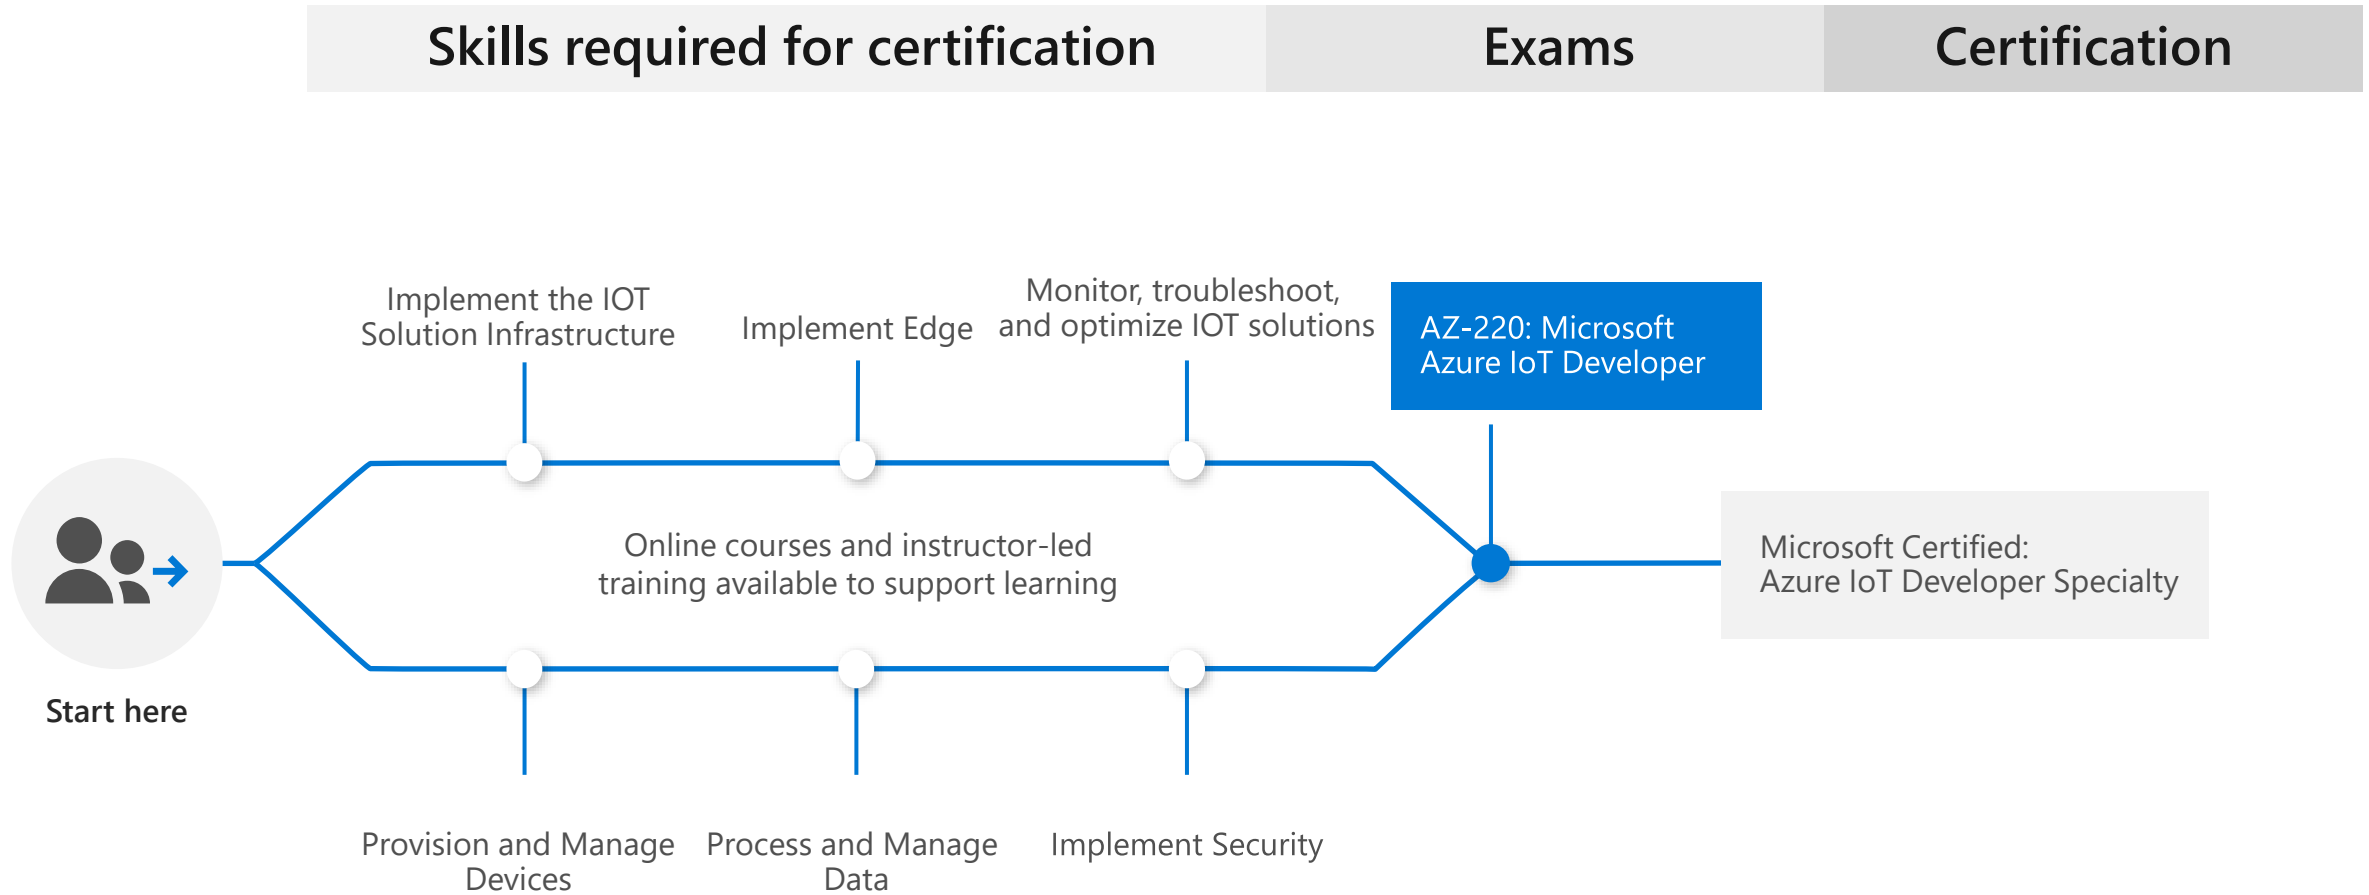 Skills required for certification
Exams
Certification
Implement the IOT
Solution Infrastructure
Implement Edge
Monitor, troubleshoot,
and optimize IOT solutions
AZ-220: Microsoft
Azure IoT Developer
Online courses and instructor-led
training available to support learning
Microsoft Certified:
Azure IoT Developer Specialty
Start here
Provision and Manage
Devices
Process and Manage
Data
Implement Security